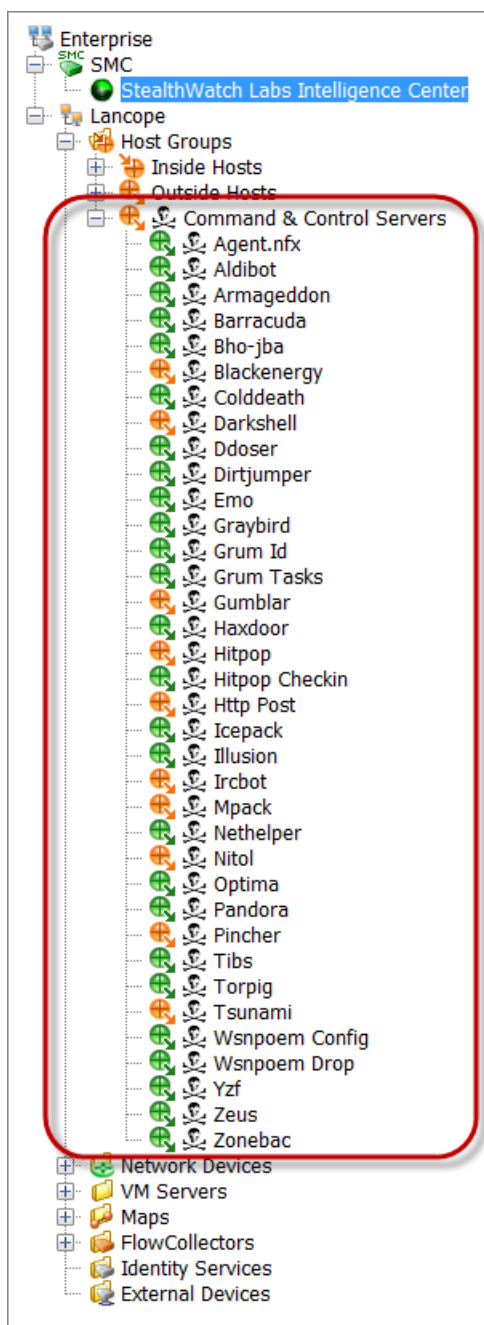 Enterprise
SMC SMC
StealthWatch Labs Intelligence Center
Lancope
Host Groups
Inside Hosts
Outside Hosts
Command & Control Servers
Agent.nfx
Aldibot
Armageddon
Barracuda
Bho-jba
Blackenergy
Colddeath
Darkshell
Ddoser
Dirtjumper
Emo
Graybird
Grum Id
Grum Tasks
Gumblar
Haxdoor
Hitpop
Hitpop Checkin
Http Post
Icepack
Illusion
Ircbot
Mpack
Nethelper
Nitol
Optima
Pandora
Pincher
Tibs
Torpig
Tsunami
Wsnpoem Config
Wsnpoem Drop
Yzf
Zeus
Zonebac
Network Devices
VM Servers
Maps
FlowCollectors
Identity Services
External Devices